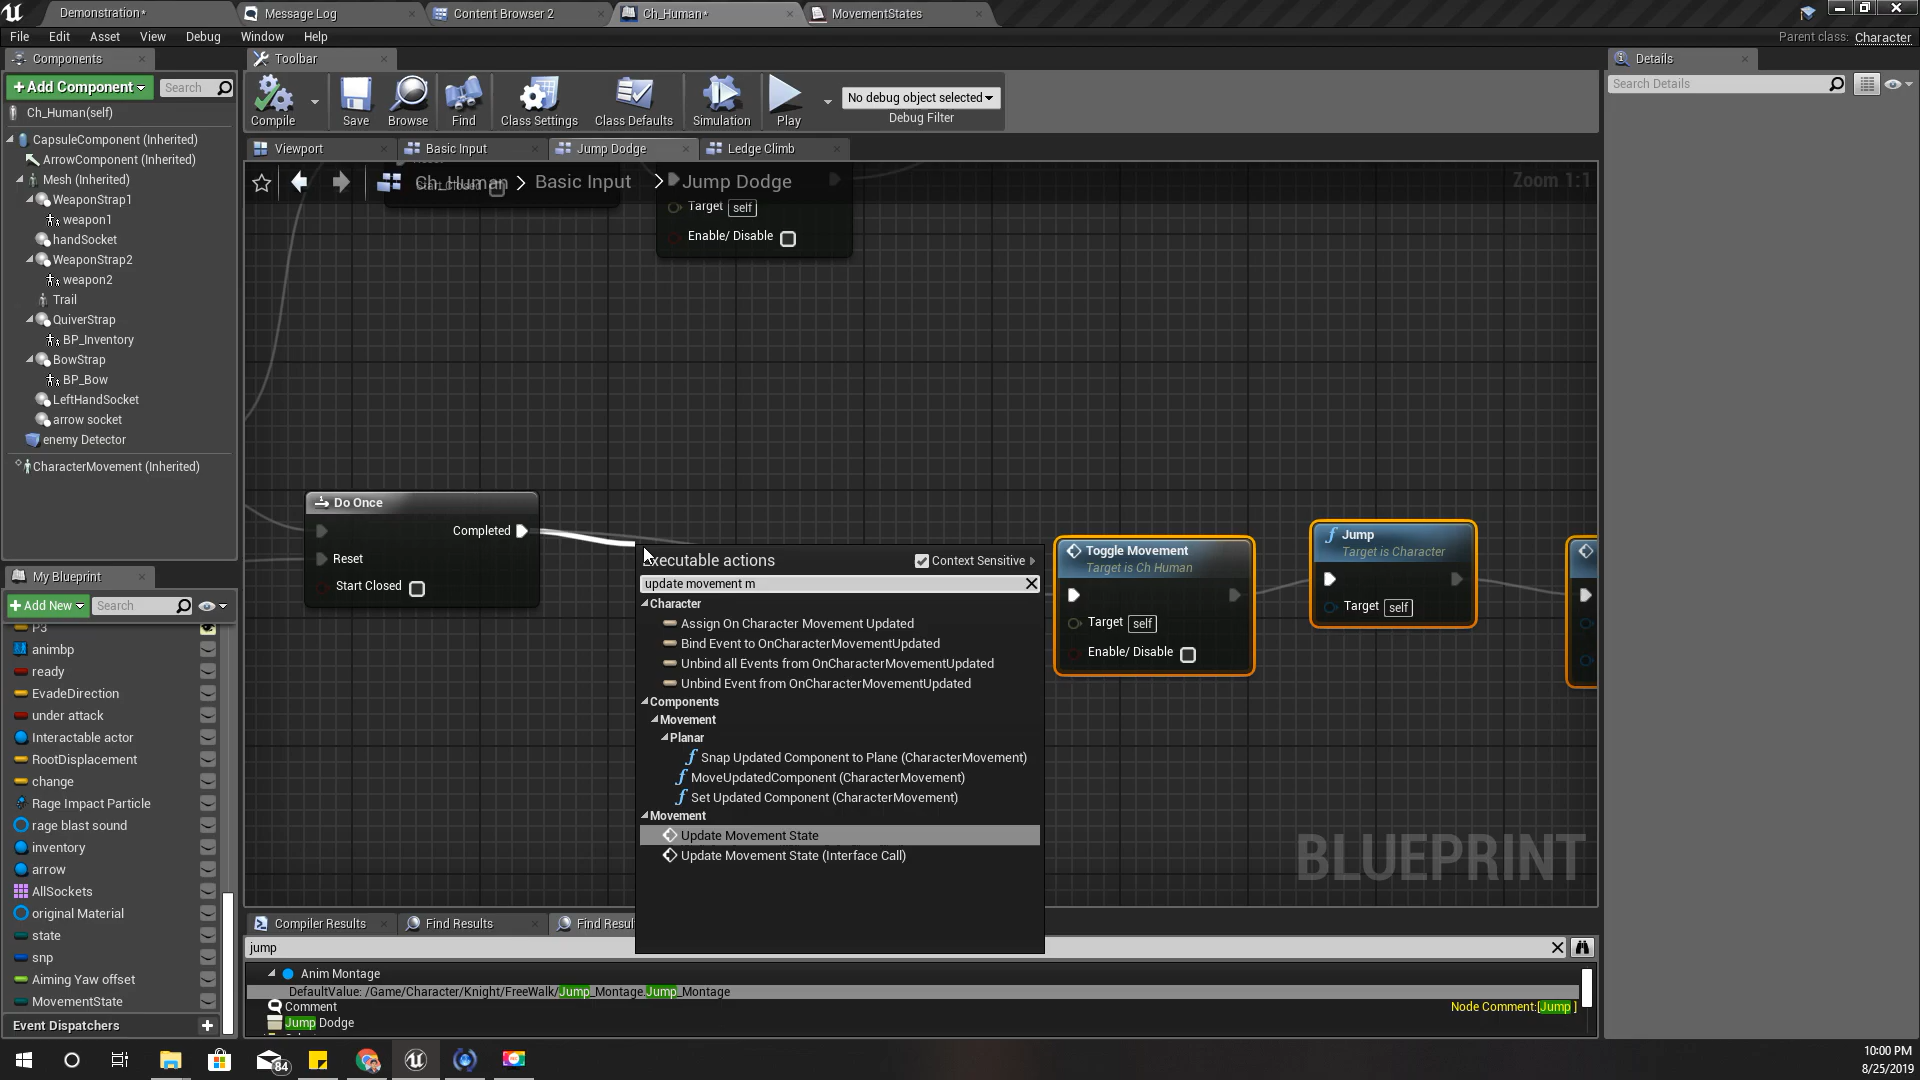 Demonstration*
Message Log
Content Browser 2
Ch_Human*
MovementStates
File Edit Asset View Debug Window Help
Parent class: Character
Components
Toolbar
Details
+Add Component
Search
Search Details
Ch_Human(self)
CapsuleComponent (Inherited)
ArrowComponent (Inherited)
Mesh (Inherited)
WeaponStrap1
weapon1
handSocket
WeaponStrap2
weapon2
Trail
QuiverStrap
BP_Inventory
BowStrap
BP_Bow
LeftHandSocket
arrow socket
enemy Detector
CharacterMovement (Inherited)
Compile
Save
Browse
Find
Class Settings
Class Defaults
Simulation
Play
No debug object selected
Debug Filter
Viewport
Basic Input
Jump Dodge
Ledge Climb
Ch_Human > Basic Input > Jump Dodge
Zoom 1:1
Start Closed
Target self
Enable/ Disable
Do Once
Completed
Reset
Start Closed
Executable actions
Context Sensitive
update movement m
Character
Assign On Character Movement Updated
Bind Event to OnCharacterMovementUpdated
Unbind all Events from OnCharacterMovementUpdated
Unbind Event from OnCharacterMovementUpdated
Components
Movement
Planar
Snap Updated Component to Plane (CharacterMovement)
MoveUpdatedComponent (CharacterMovement)
Set Updated Component (CharacterMovement)
Movement
Update Movement State
Update Movement State (Interface Call)
Toggle Movement
Target is Ch Human
Target self
Enable/ Disable
Jump
Target is Character
Target self
BLUEPRINT
My Blueprint
+Add New
Search
P3
animbp
ready
EvadeDirection
under attack
Interactable actor
RootDisplacement
change
Rage Impact Particle
rage blast sound
inventory
arrow
AllSockets
original Material
state
snp
Aiming Yaw offset
MovementState
Event Dispatchers
Compiler Results
Find Results
jump
Anim Montage
DefaultValue: /Game/Character/Knight/FreeWalk/Jump_Montage.Jump_Montage
Comment
Node Comment:[Jump ]
Jump Dodge
84
10:00 PM
8/25/2019